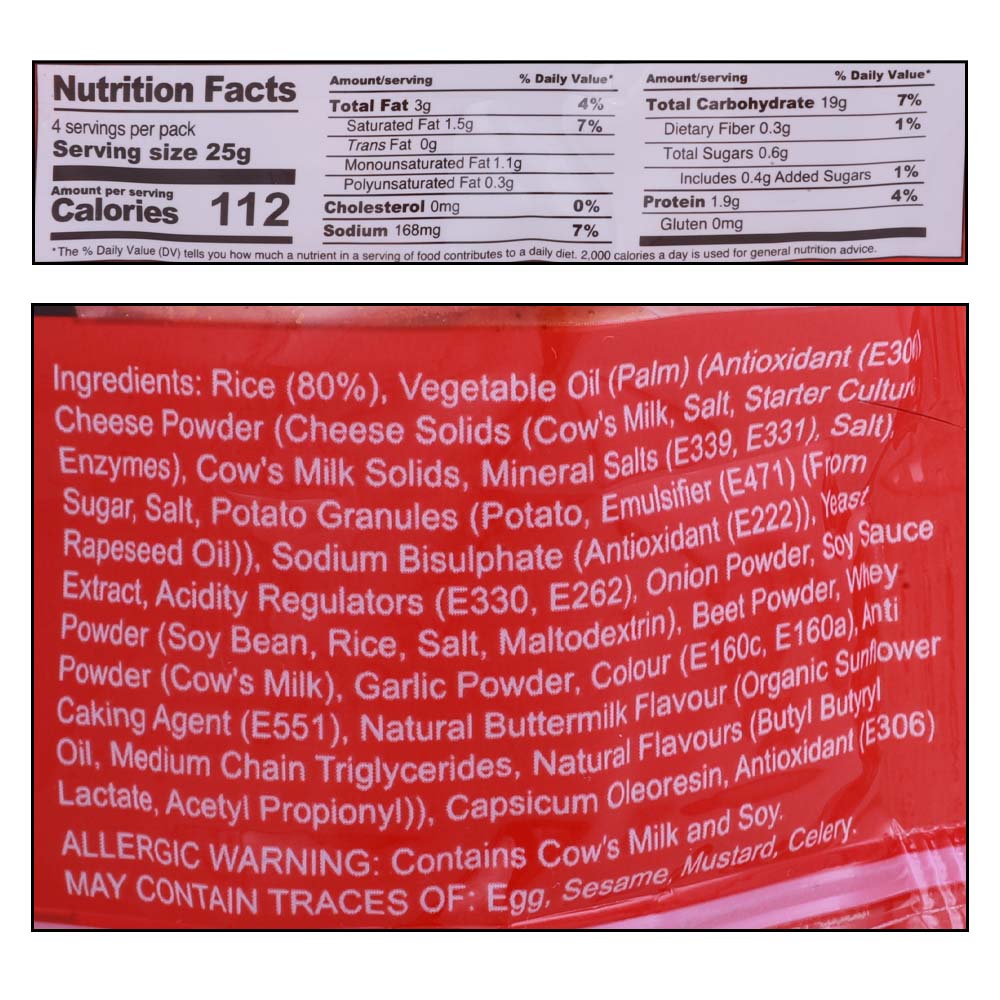 Nutrition Facts
4 servings per pack
Serving size 25g
Amount per serving
Calories 112
Amount/serving % Daily Value*
Total Fat 3g 4%
Saturated Fat 1.5g 7%
Trans Fat 0g
Monounsaturated Fat 1.1g
Polyunsaturated Fat 0.3g
Cholesterol 0mg 0%
Sodium 168mg 7%
Amount/serving % Daily Value*
Total Carbohydrate 19g 7%
Dietary Fiber 0.3g 1%
Total Sugars 0.6g
Includes 0.4g Added Sugars 1%
Protein 1.9g 4%
Gluten 0mg
*The % Daily Value (DV) tells you how much a nutrient in a serving of food contributes to a daily diet. 2,000 calories a day is used for general nutrition advice.
Ingredients: Rice (80%), Vegetable Oil (Palm) (Antioxidant
Cheese Powder (Cheese Solids (Cow's Milk, Salt, Starter
Enzymes), Cow's Milk Solids, Mineral Salts (E339, E331), Salt),
Sugar, Salt, Potato Granules (Potato, Emulsifier (E471) (From
Rapeseed Oil)), Sodium Bisulphate (Antioxidant (E222)), Yeast
Extract, Acidity Regulators (E330, E262), Onion Powder, Soy Sauce
Powder (Soy Bean, Rice, Salt, Maltodextrin), Beet Powder, Whey
Powder (Cow's Milk), Garlic Powder, Colour (E160c, E160a), Anti
Caking Agent (E551), Natural Buttermilk Flavour (Organic Sunflower
Oil, Medium Chain Triglycerides, Natural Flavours (Butyl Butyryl
Lactate, Acetyl Propionyl)), Capsicum Oleoresin, Antioxidant (E306)
ALLERGIC WARNING: Contains Cow's Milk and Soy.
MAY CONTAIN TRACES OF: Egg, Sesame, Mustard, Celery.